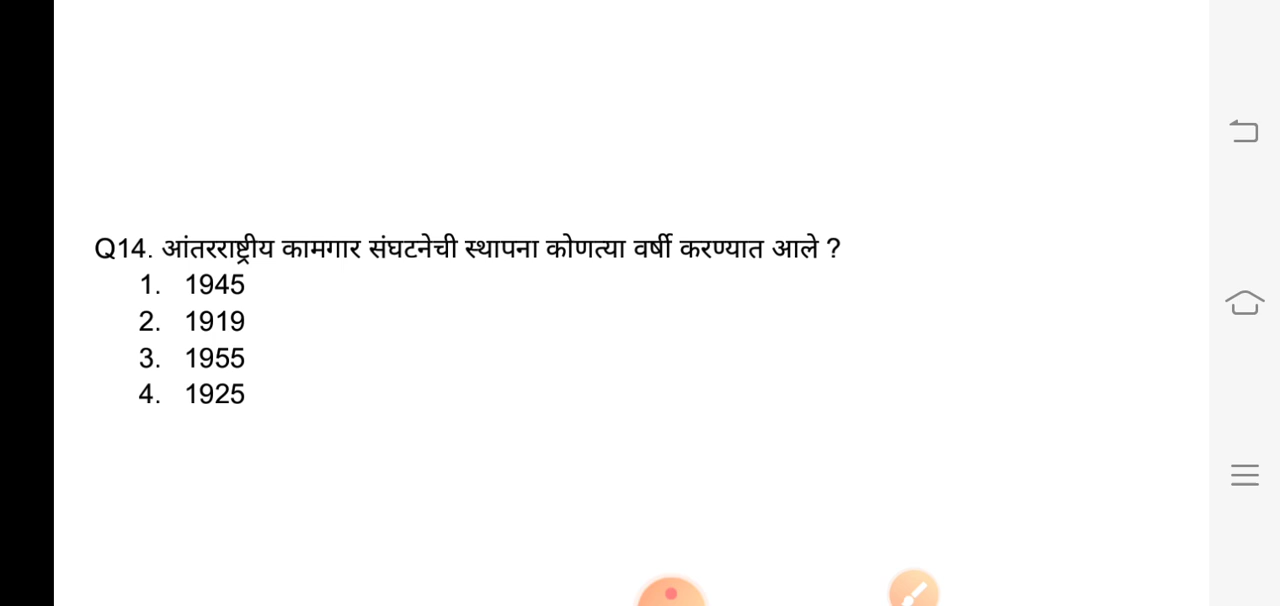 Q14. आंतरराष्ट्रीय कामगार संघटनेची स्थापना कोणत्या वर्षी करण्यात आले ?
1. 1945
2. 1919
3. 1955
4. 1925